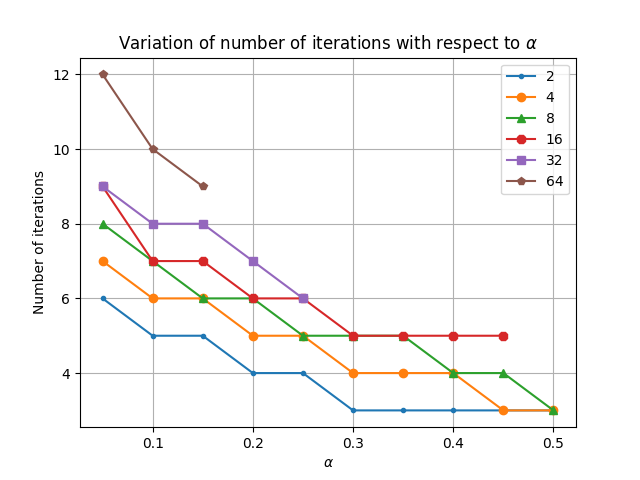 Variation of number of iterations with respect to α
Number of iterations
12
10
8
6
4
0.1 0.2 0.3 0.4 0.5
α
2
4
8
16
32
64